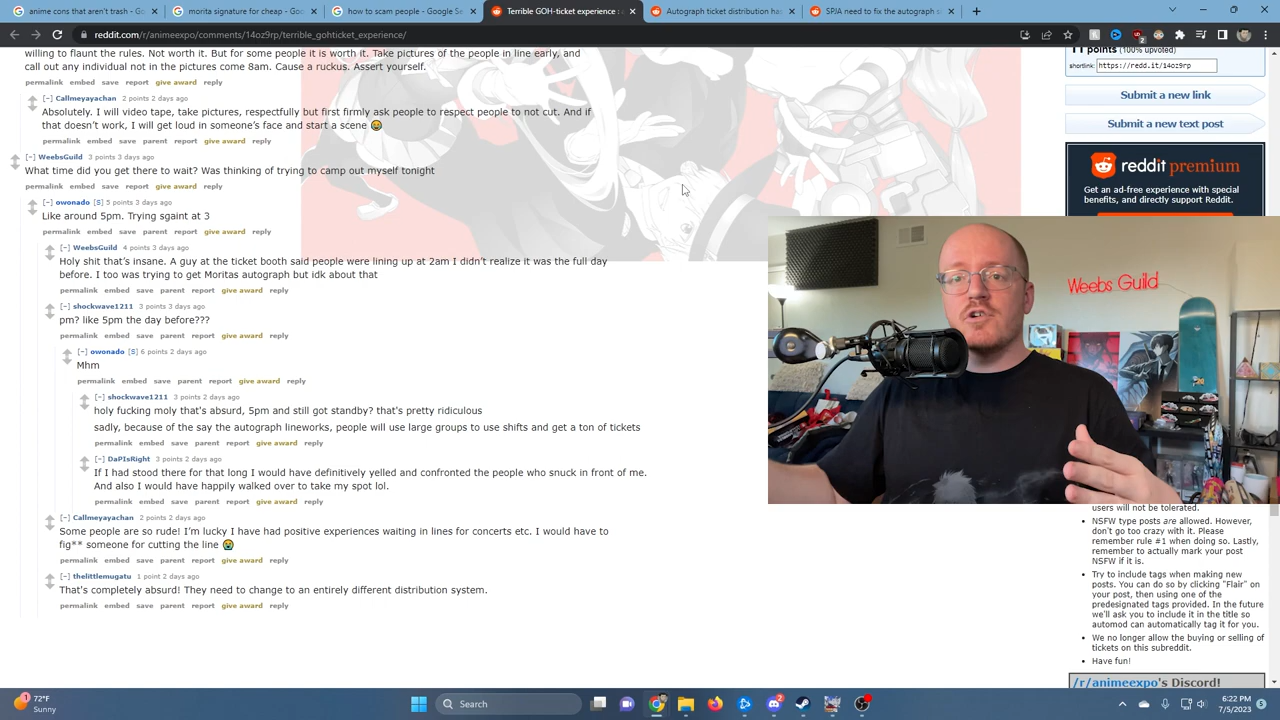 anime cons that aren't trash - Go
morita signature for cheap - Goo
how to scam people - Google Se
Terrible GOH-ticket experience :
Autograph ticket distribution has
SPJA need to fix the autograph s
reddit.com/r/animeexpo/comments/14oz9rp/terrible_gohticket_experience/
willing to flaunt the rules. Not worth it. But for some people it is worth it. Take pictures of the people in line early, and
call out any individual not in the pictures come 8am. Cause a ruckus. Assert yourself.
permalink embed save report give award reply
[–] Callmeyayachan 2 points 2 days ago
Absolutely. I will video tape, take pictures, respectfully but first firmly ask people to respect people to not cut. And if
that doesn't work, I will get loud in someone's face and start a scene 😄
permalink embed save parent report give award reply
[–] WeebsGuild 3 points 3 days ago
What time did you get there to wait? Was thinking of trying to camp out myself tonight
permalink embed save report give award reply
[–] owonado [S] 5 points 3 days ago
Like around 5pm. Trying sgaint at 3
permalink embed save parent report give award reply
[–] WeebsGuild 4 points 3 days ago
Holy shit that's insane. A guy at the ticket booth said people were lining up at 2am I didn't realize it was the full day
before. I too was trying to get Moritas autograph but idk about that
permalink embed save parent report give award reply
[–] shockwave1211 3 points 3 days ago
pm? like 5pm the day before???
permalink embed save parent report give award reply
[–] owonado [S] 6 points 2 days ago
Mhm
permalink embed save parent report give award reply
[–] shockwave1211 3 points 2 days ago
holy fucking moly that's absurd, 5pm and still got standby? that's pretty ridiculous
sadly, because of the say the autograph lineworks, people will use large groups to use shifts and get a ton of tickets
permalink embed save parent report give award reply
[–] DaPIsRight 3 points 2 days ago
If I had stood there for that long I would have definitively yelled and confronted the people who snuck in front of me.
And also I would have happily walked over to take my spot lol.
permalink embed save parent report give award reply
[–] Callmeyayachan 2 points 2 days ago
Some people are so rude! I'm lucky I have had positive experiences waiting in lines for concerts etc. I would have to
fig** someone for cutting the line 😭
permalink embed save parent report give award reply
[–] thelittlemugatu 1 point 2 days ago
That's completely absurd! They need to change to an entirely different distribution system.
permalink embed save parent report give award reply
11 points (100% upvoted)
shortlink: https://redd.it/14oz9rp
Submit a new link
Submit a new text post
reddit premium
Get an ad-free experience with special
benefits, and directly support Reddit.
Weebs Guild
users will not be tolerated.
• NSFW type posts are allowed. However,
don't go too crazy with it. Please
remember rule #1 when doing so. Lastly,
remember to actually mark your post
NSFW if it is.
• Try to include tags when making new
posts. You can do so by clicking "Flair" on
your post, then using one of the
predesignated tags provided. In the future
we'll ask you to include it in the title so
automod can automatically tag it for you.
• We no longer allow the buying or selling of
tickets on this subreddit.
• Have fun!
/r/animeexpo's Discord!
72°F
Sunny
Search
6:22 PM
7/5/2023